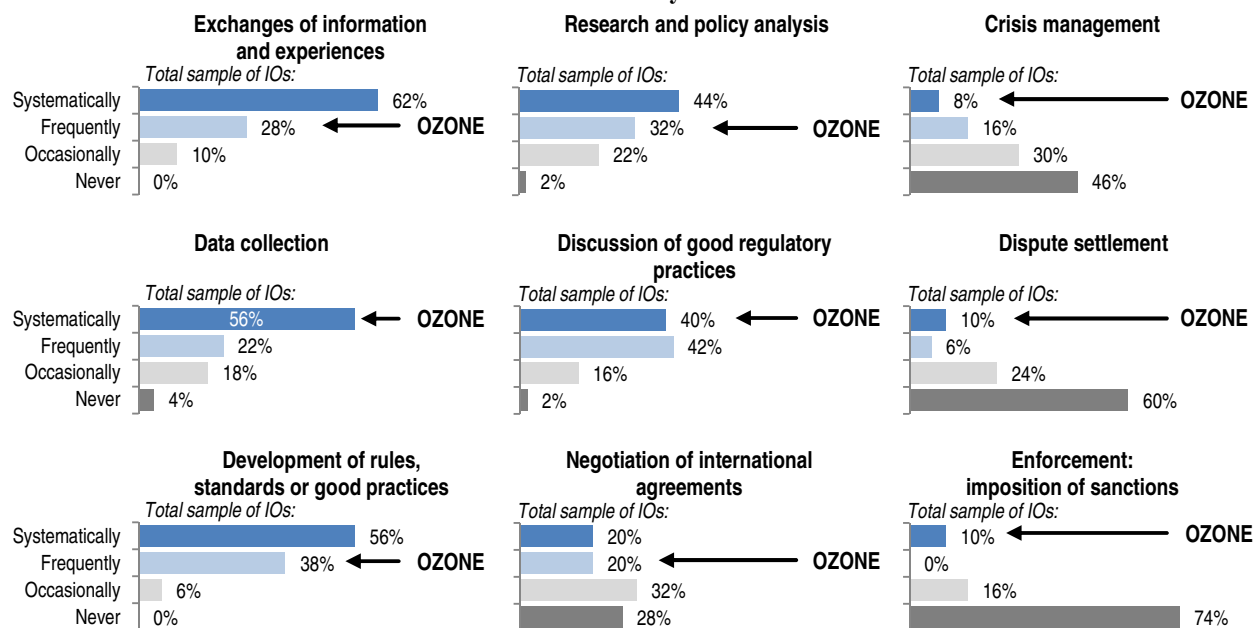 Exchanges of information
and experiences
Total sample of IOs:
Systematically 62%
Frequently 28% OZONE
Occasionally 10%
Never 0%
Research and policy analysis
Total sample of IOs:
44%
32% OZONE
22%
2%
Crisis management
Total sample of IOs:
8% OZONE
16%
30%
46%
Data collection
Total sample of IOs:
Systematically 56% OZONE
Frequently 22%
Occasionally 18%
Never 4%
Discussion of good regulatory
practices
Total sample of IOs:
40% OZONE
42%
16%
2%
Dispute settlement
Total sample of IOs:
10% OZONE
6%
24%
60%
Development of rules,
standards or good practices
Total sample of IOs:
Systematically 56%
Frequently 38% OZONE
Occasionally 6%
Never 0%
Negotiation of international
agreements
Total sample of IOs:
20%
20% OZONE
32%
28%
Enforcement:
imposition of sanctions
Total sample of IOs:
10% OZONE
0%
16%
74%